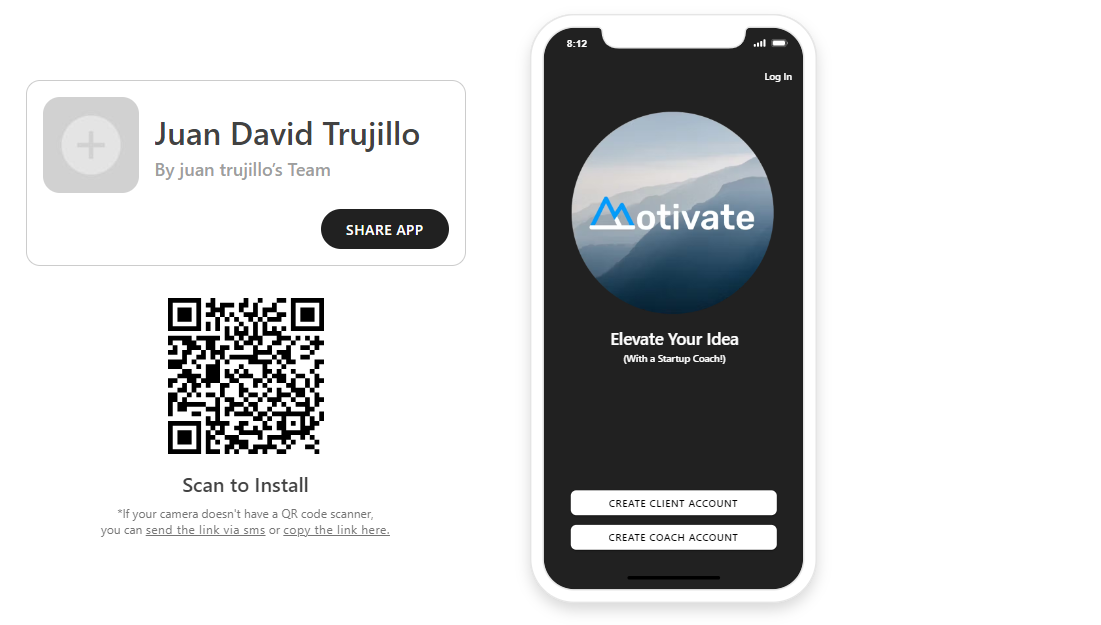 Juan David Trujillo
By juan trujillo's Team
SHARE APP
Scan to Install
*If your camera doesn't have a QR code scanner,
you can send the link via sms or copy the link here.
8:12
Log In
Motivate
Elevate Your Idea
(With a Startup Coach!)
CREATE CLIENT ACCOUNT
CREATE COACH ACCOUNT